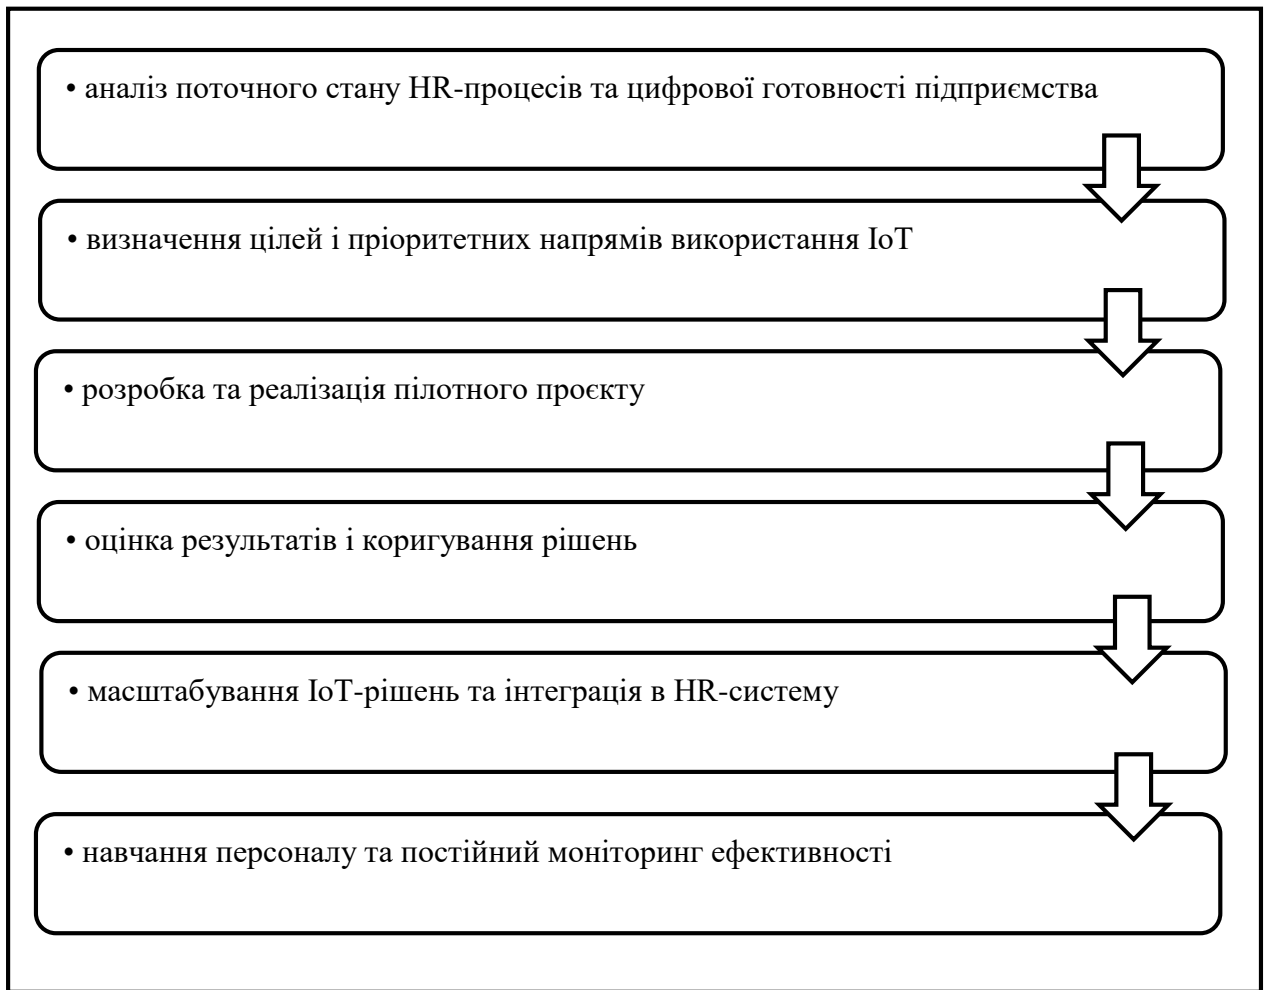 • аналіз поточного стану HR-процесів та цифрової готовності підприємства
• визначення цілей і пріоритетних напрямів використання IoT
• розробка та реалізація пілотного проєкту
• оцінка результатів і коригування рішень
• масштабування IoT-рішень та інтеграція в HR-систему
• навчання персоналу та постійний моніторинг ефективності